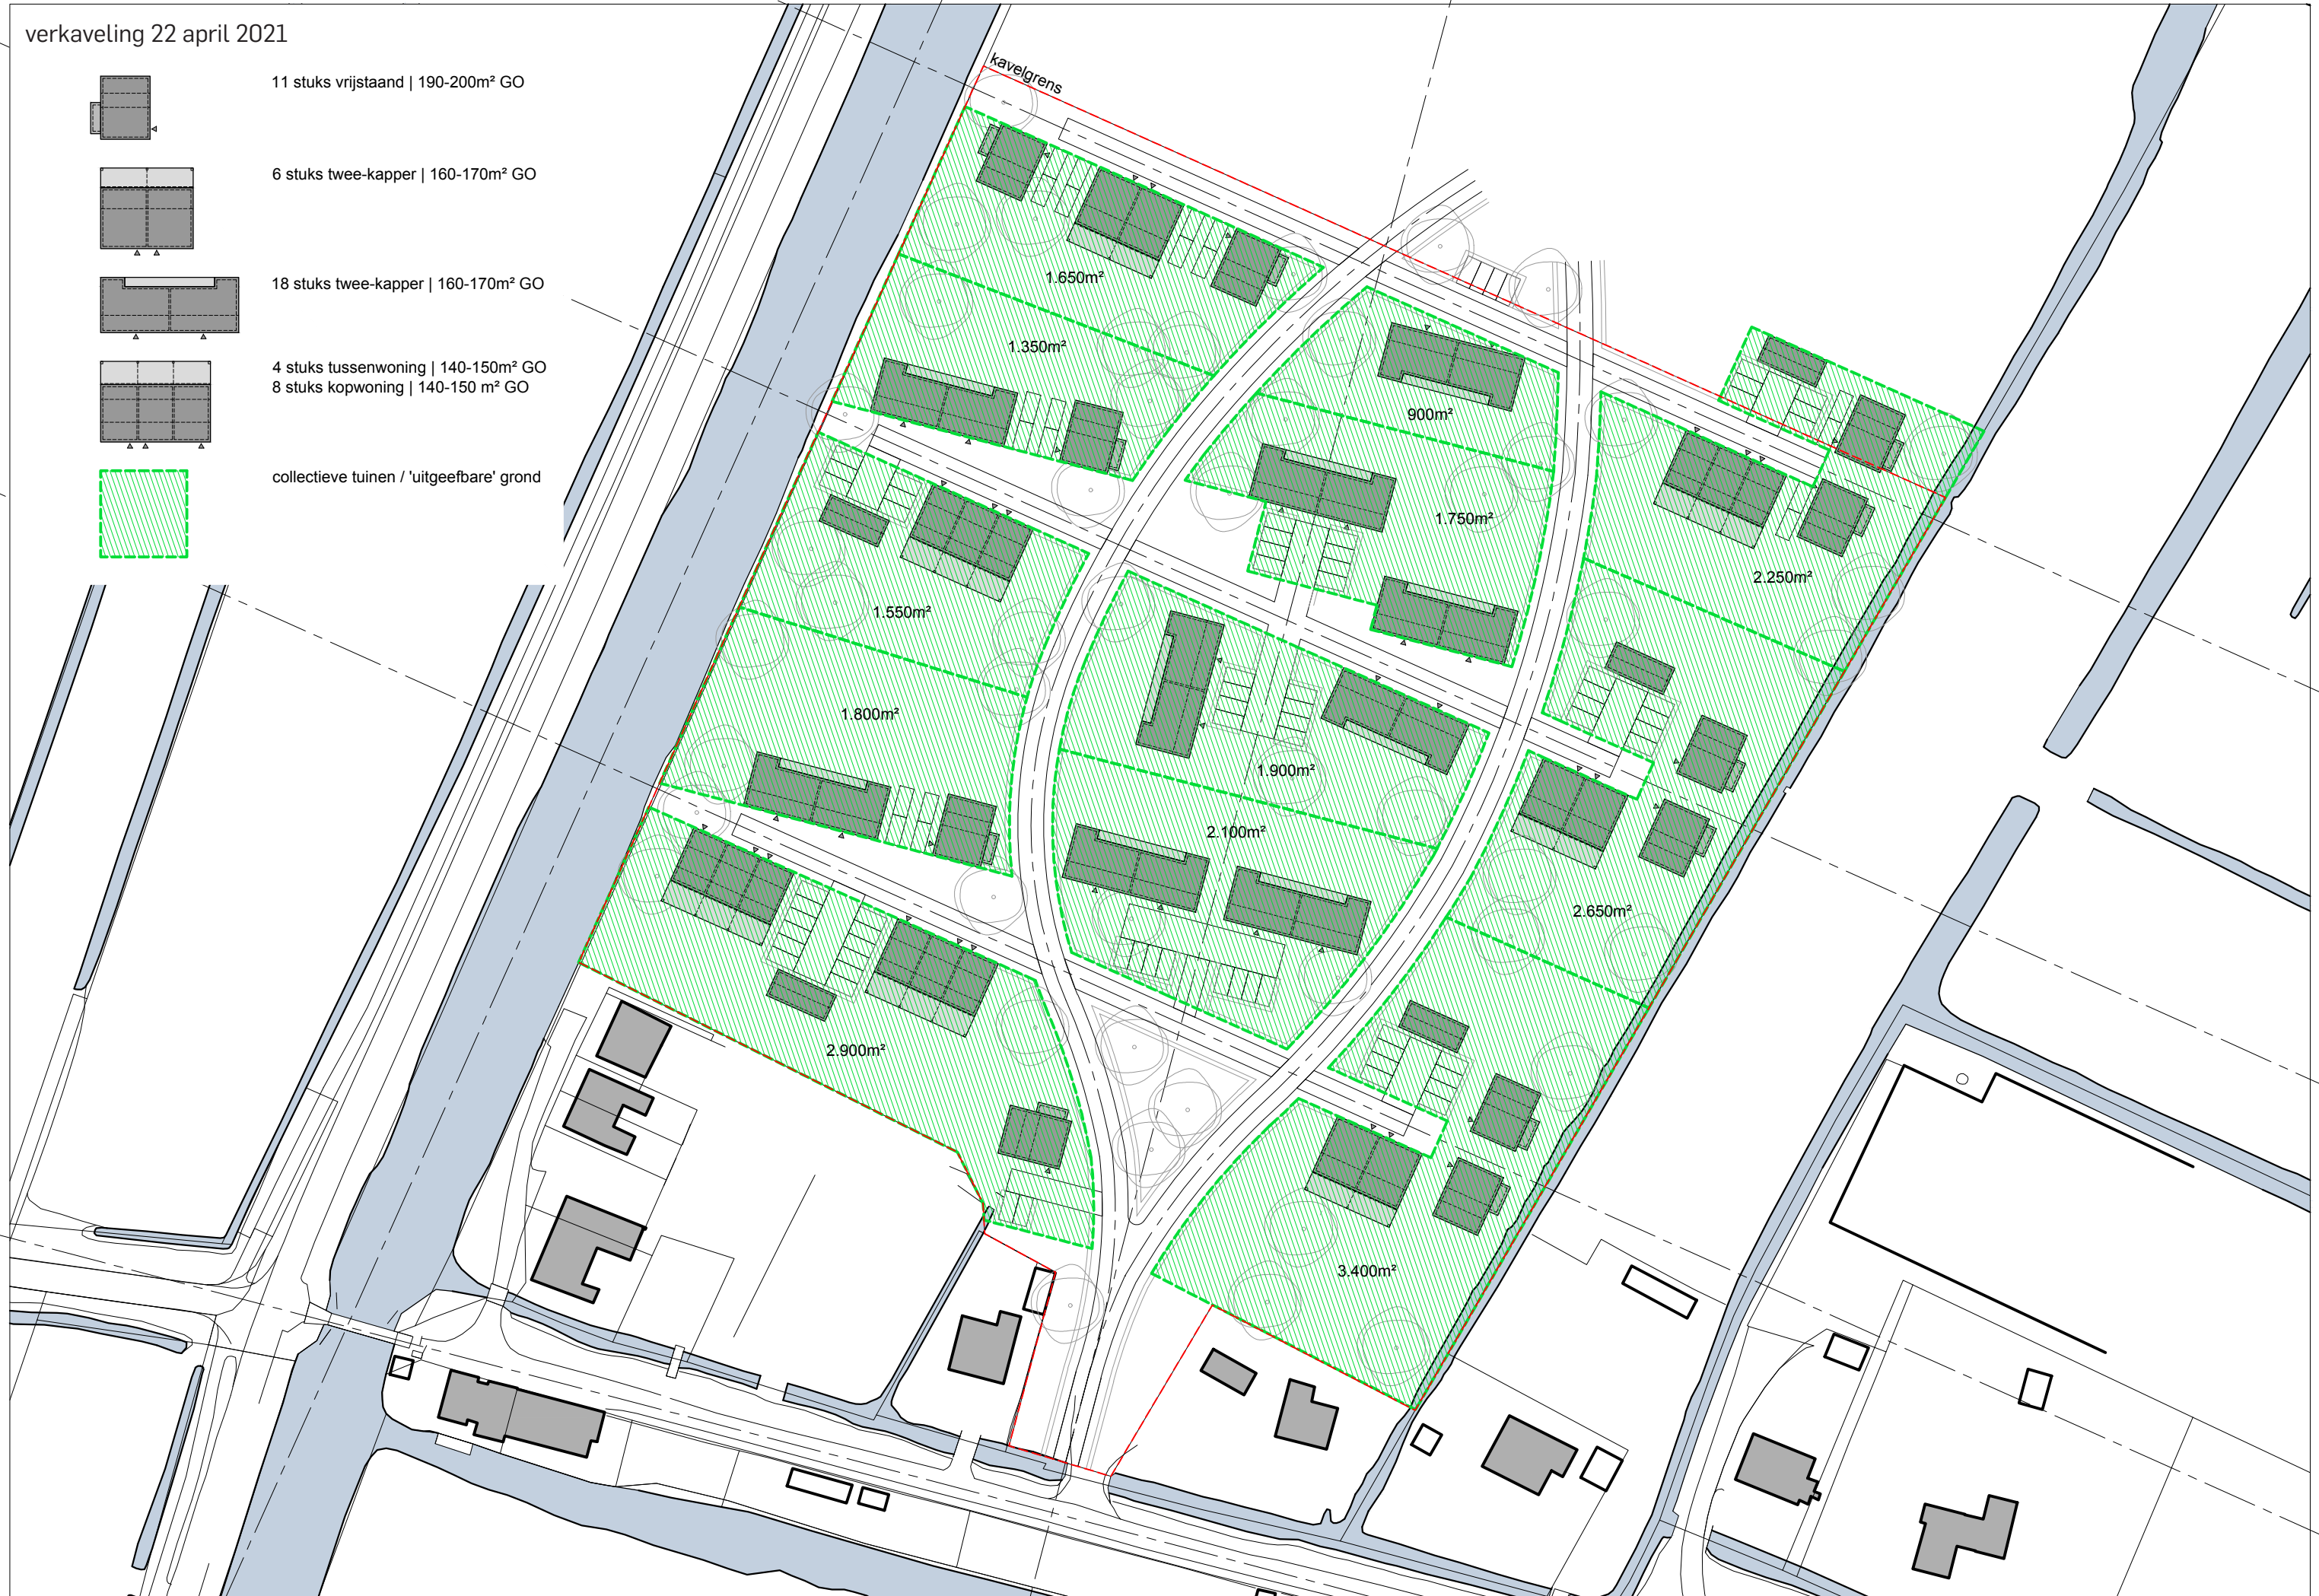 verkaveling 22 april 2021
11 stuks vrijstaand | 190-200m² GO
6 stuks twee-kapper | 160-170m² GO
18 stuks twee-kapper | 160-170m² GO
4 stuks tussenwoning | 140-150m² GO
8 stuks kopwoning | 140-150 m² GO
collectieve tuinen / 'uitgeefbare' grond
kavelgrens
1.650m²
1.350m²
900m²
1.750m²
2.250m²
1.550m²
1.800m²
1.900m²
2.100m²
2.650m²
2.900m²
3.400m²